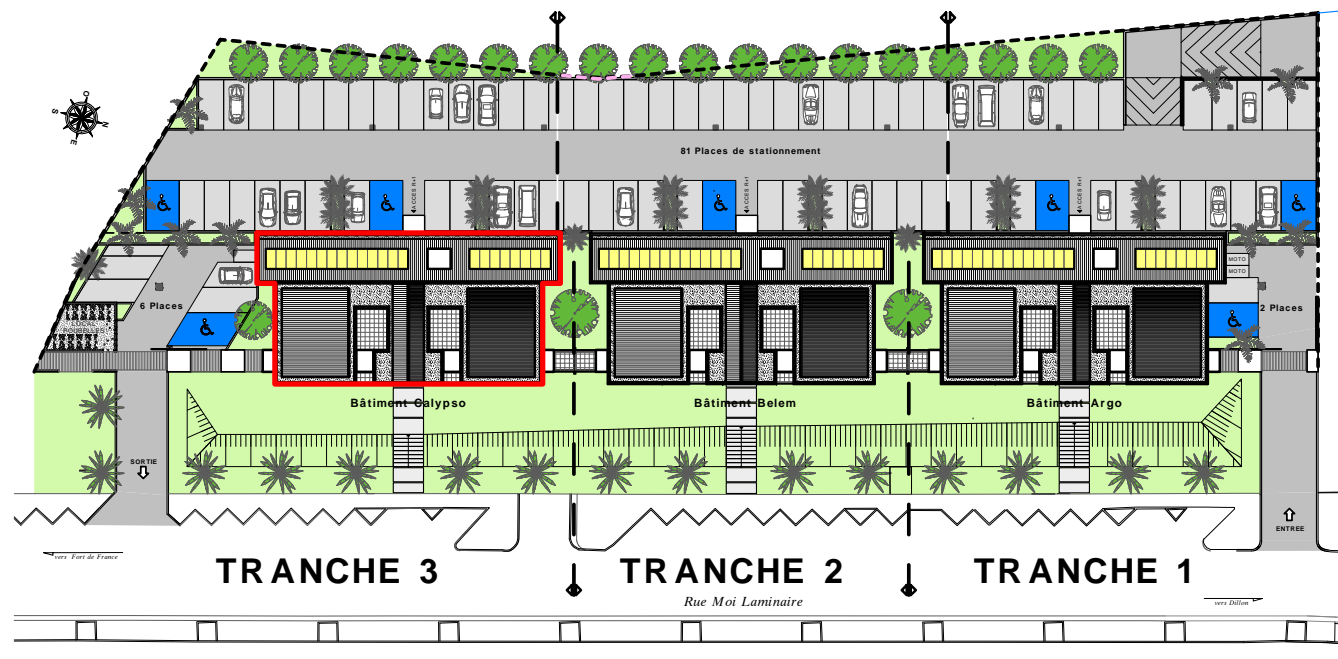 O
S
N
E
81 Places de stationnement
ACCES R+1
ACCES R+1
ACCES R+1
MOTO
MOTO
6 Places
2 Places
LOCAL
POUBELLES
Bâtiment Calypso
Bâtiment Belem
Bâtiment Argo
SORTIE
ENTREE
vers Fort de France
TRANCHE 3
TRANCHE 2
TRANCHE 1
Rue Moi Laminaire
vers Dillon